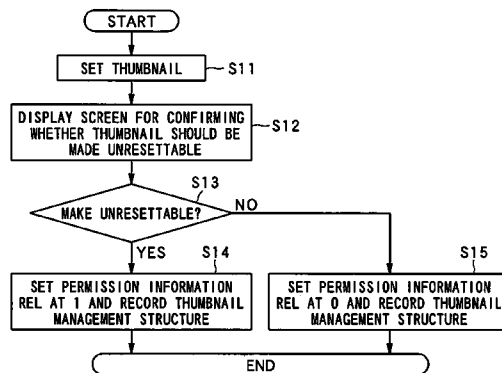 START
SET THUMBNAIL
S11
DISPLAY SCREEN FOR CONFIRMING
WHETHER THUMBNAIL SHOULD BE
MADE UNRESETTABLE
S12
S13
MAKE UNRESETTABLE?
NO
YES
S14
SET PERMISSION INFORMATION
REL AT 1 AND RECORD THUMBNAIL
MANAGEMENT STRUCTURE
S15
SET PERMISSION INFORMATION
REL AT 0 AND RECORD THUMBNAIL
MANAGEMENT STRUCTURE
END